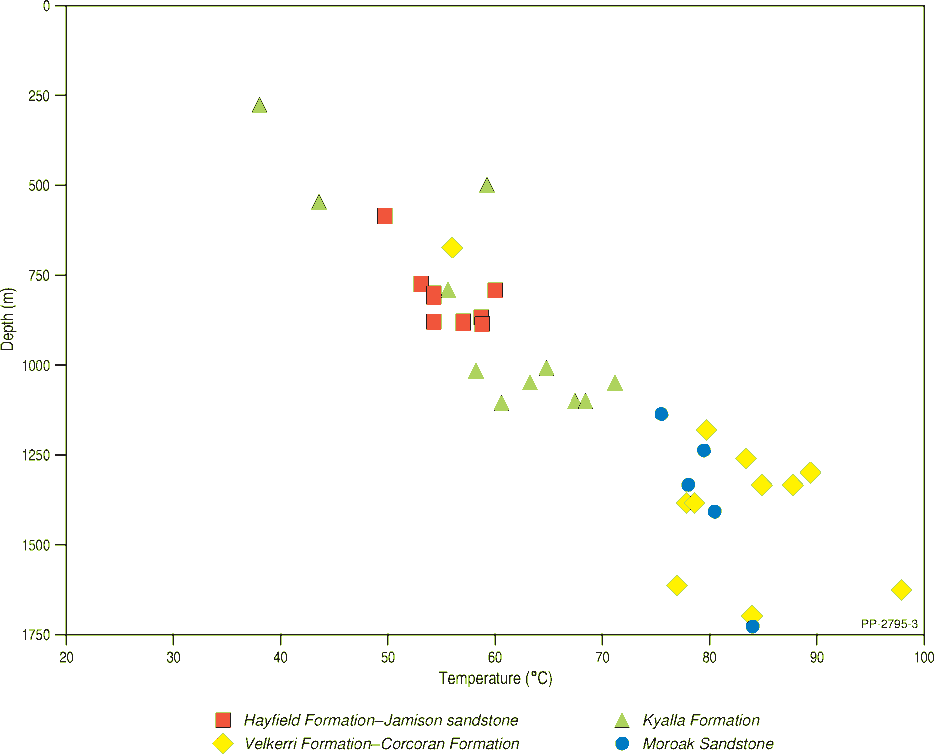 0
250
500
750
1000
1250
1500
1750
Depth (m)
PP-2795-3
20 30 40 50 60 70 80 90 100
Temperature (°C)
Hayfield Formation–Jamison sandstone
Kyalla Formation
Velkerri Formation–Corcoran Formation
Moroak Sandstone